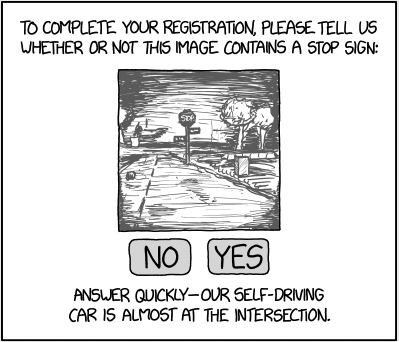 TO COMPLETE YOUR REGISTRATION, PLEASE TELL US
WHETHER OR NOT THIS IMAGE CONTAINS A STOP SIGN:
STOP
NO YES
ANSWER QUICKLY—OUR SELF-DRIVING
CAR IS ALMOST AT THE INTERSECTION.